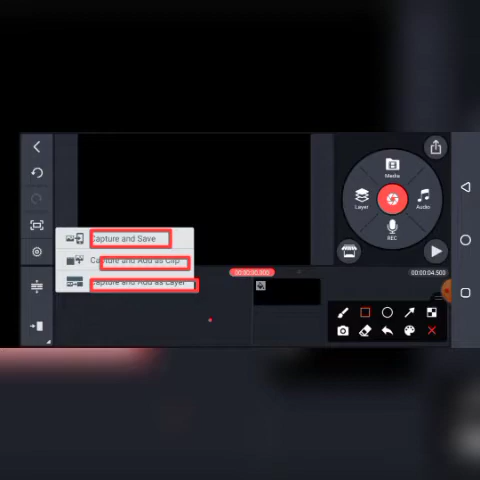 Media
Layer
Audio
REC
Capture and Save
Capture and Add as Clip
Capture and Add as Layer
00:00:00.000
00:00:04.500